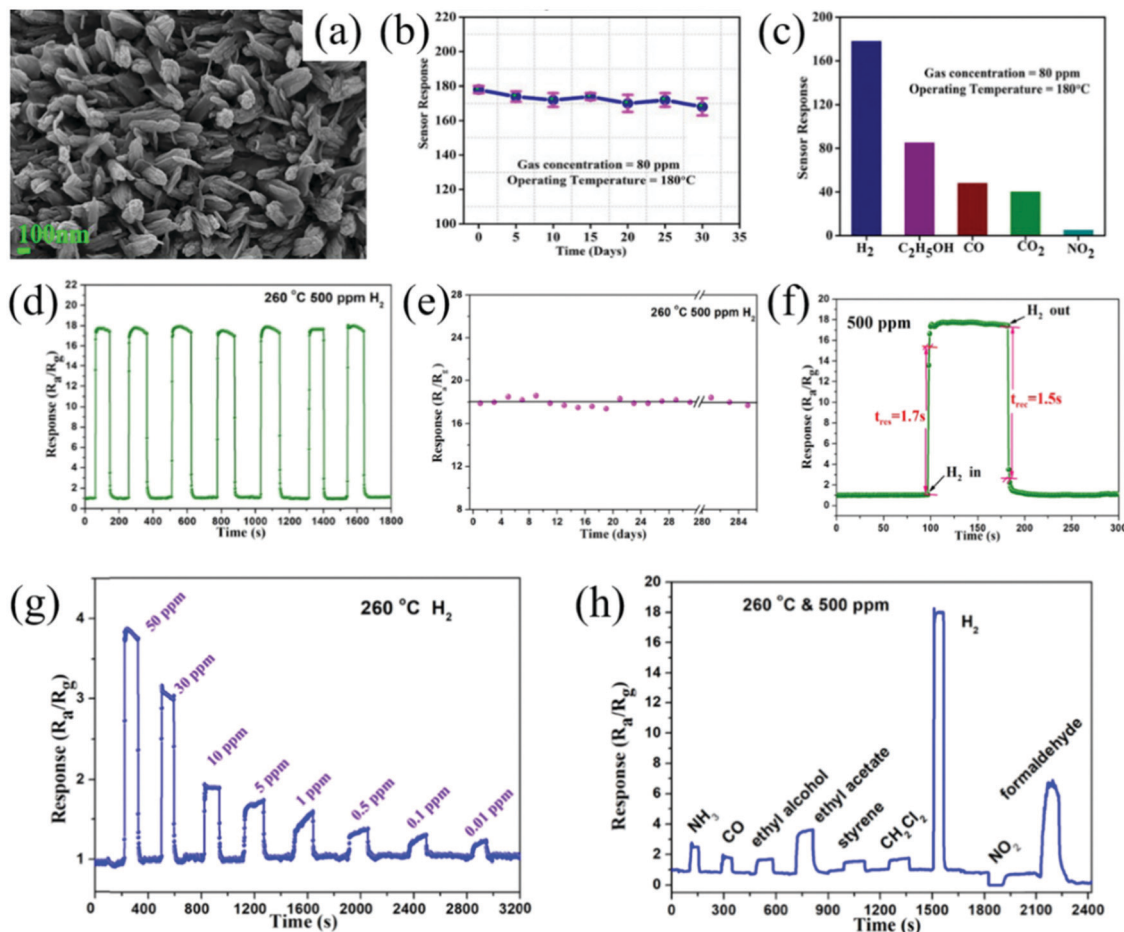 (a)
100nm
(b)
220
200
180
160
140
120
100
Sensor Response
Gas concentration = 80 ppm
Operating Temperature = 180°C
0 5 10 15 20 25 30 35
Time (Days)
(c)
200
160
120
80
40
0
Sensor Response
Gas concentration = 80 ppm
Operating Temperature = 180°C
H₂ C₂H₅OH CO CO₂ NO₂
(d)
22
20
18
16
14
12
10
8
6
4
2
0
Response (Rₐ/R_g)
260 °C 500 ppm H₂
0 200 400 600 800 1000 1200 1400 1600 1800
Time (s)
(e)
28
24
20
16
12
8
Response (Rₐ/R_g)
260 °C 500 ppm H₂
0 4 8 12 16 20 24 28 280 284
Time (days)
(f)
20
18
16
14
12
10
8
6
4
2
0
Response (Rₐ/R_g)
500 ppm
H₂ out
t_res=1.7s
t_rec=1.5s
H₂ in
0 50 100 150 200 250 300
Time (s)
(g)
4
3
2
1
Response (Rₐ/R_g)
260 °C H₂
50 ppm
30 ppm
10 ppm
5 ppm
1 ppm
0.5 ppm
0.1 ppm
0.01 ppm
0 400 800 1200 1600 2000 2400 2800 3200
Time (s)
(h)
20
18
16
14
12
10
8
6
4
2
0
Response (Rₐ/R_g)
260 °C & 500 ppm
NH₃
CO
ethyl alcohol
ethyl acetate
styrene
CH₂Cl₂
H₂
NO₂
formaldehyde
0 300 600 900 1200 1500 1800 2100 2400
Time (s)